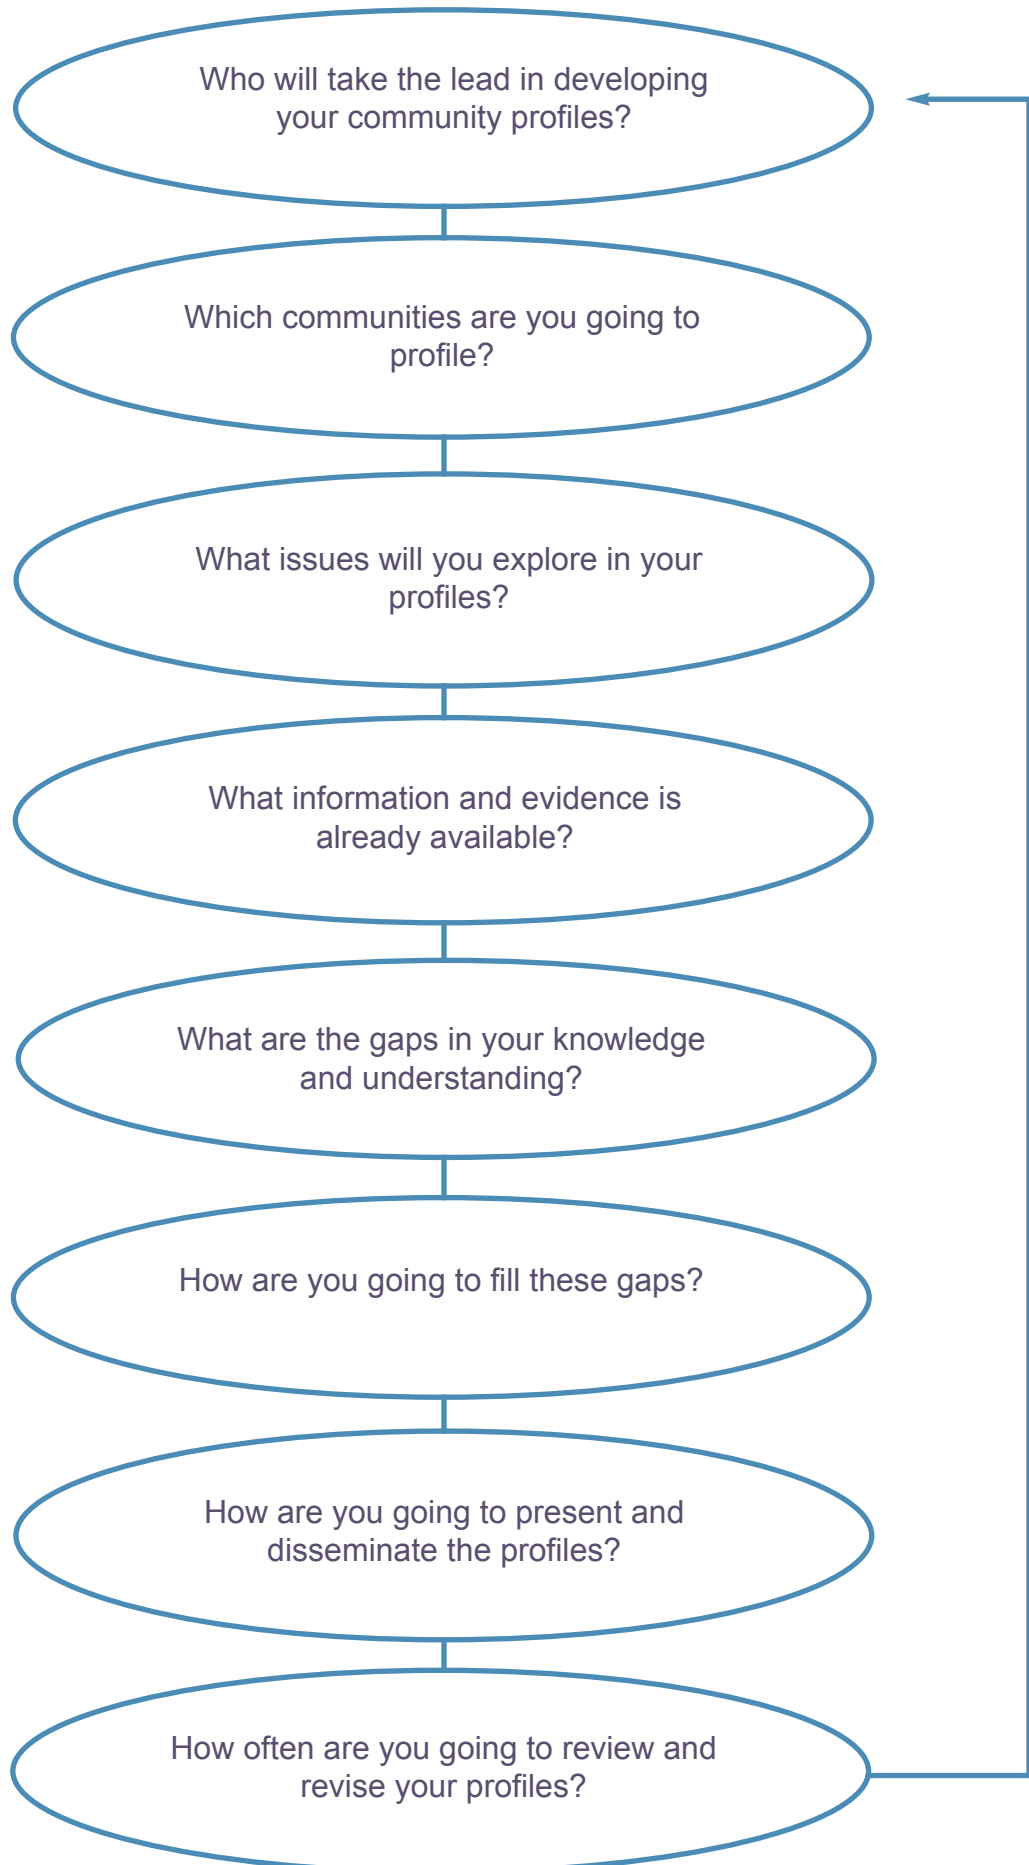 Who will take the lead in developing
your community profiles?
Which communities are you going to
profile?
What issues will you explore in your
profiles?
What information and evidence is
already available?
What are the gaps in your knowledge
and understanding?
How are you going to fill these gaps?
How are you going to present and
disseminate the profiles?
How often are you going to review and
revise your profiles?